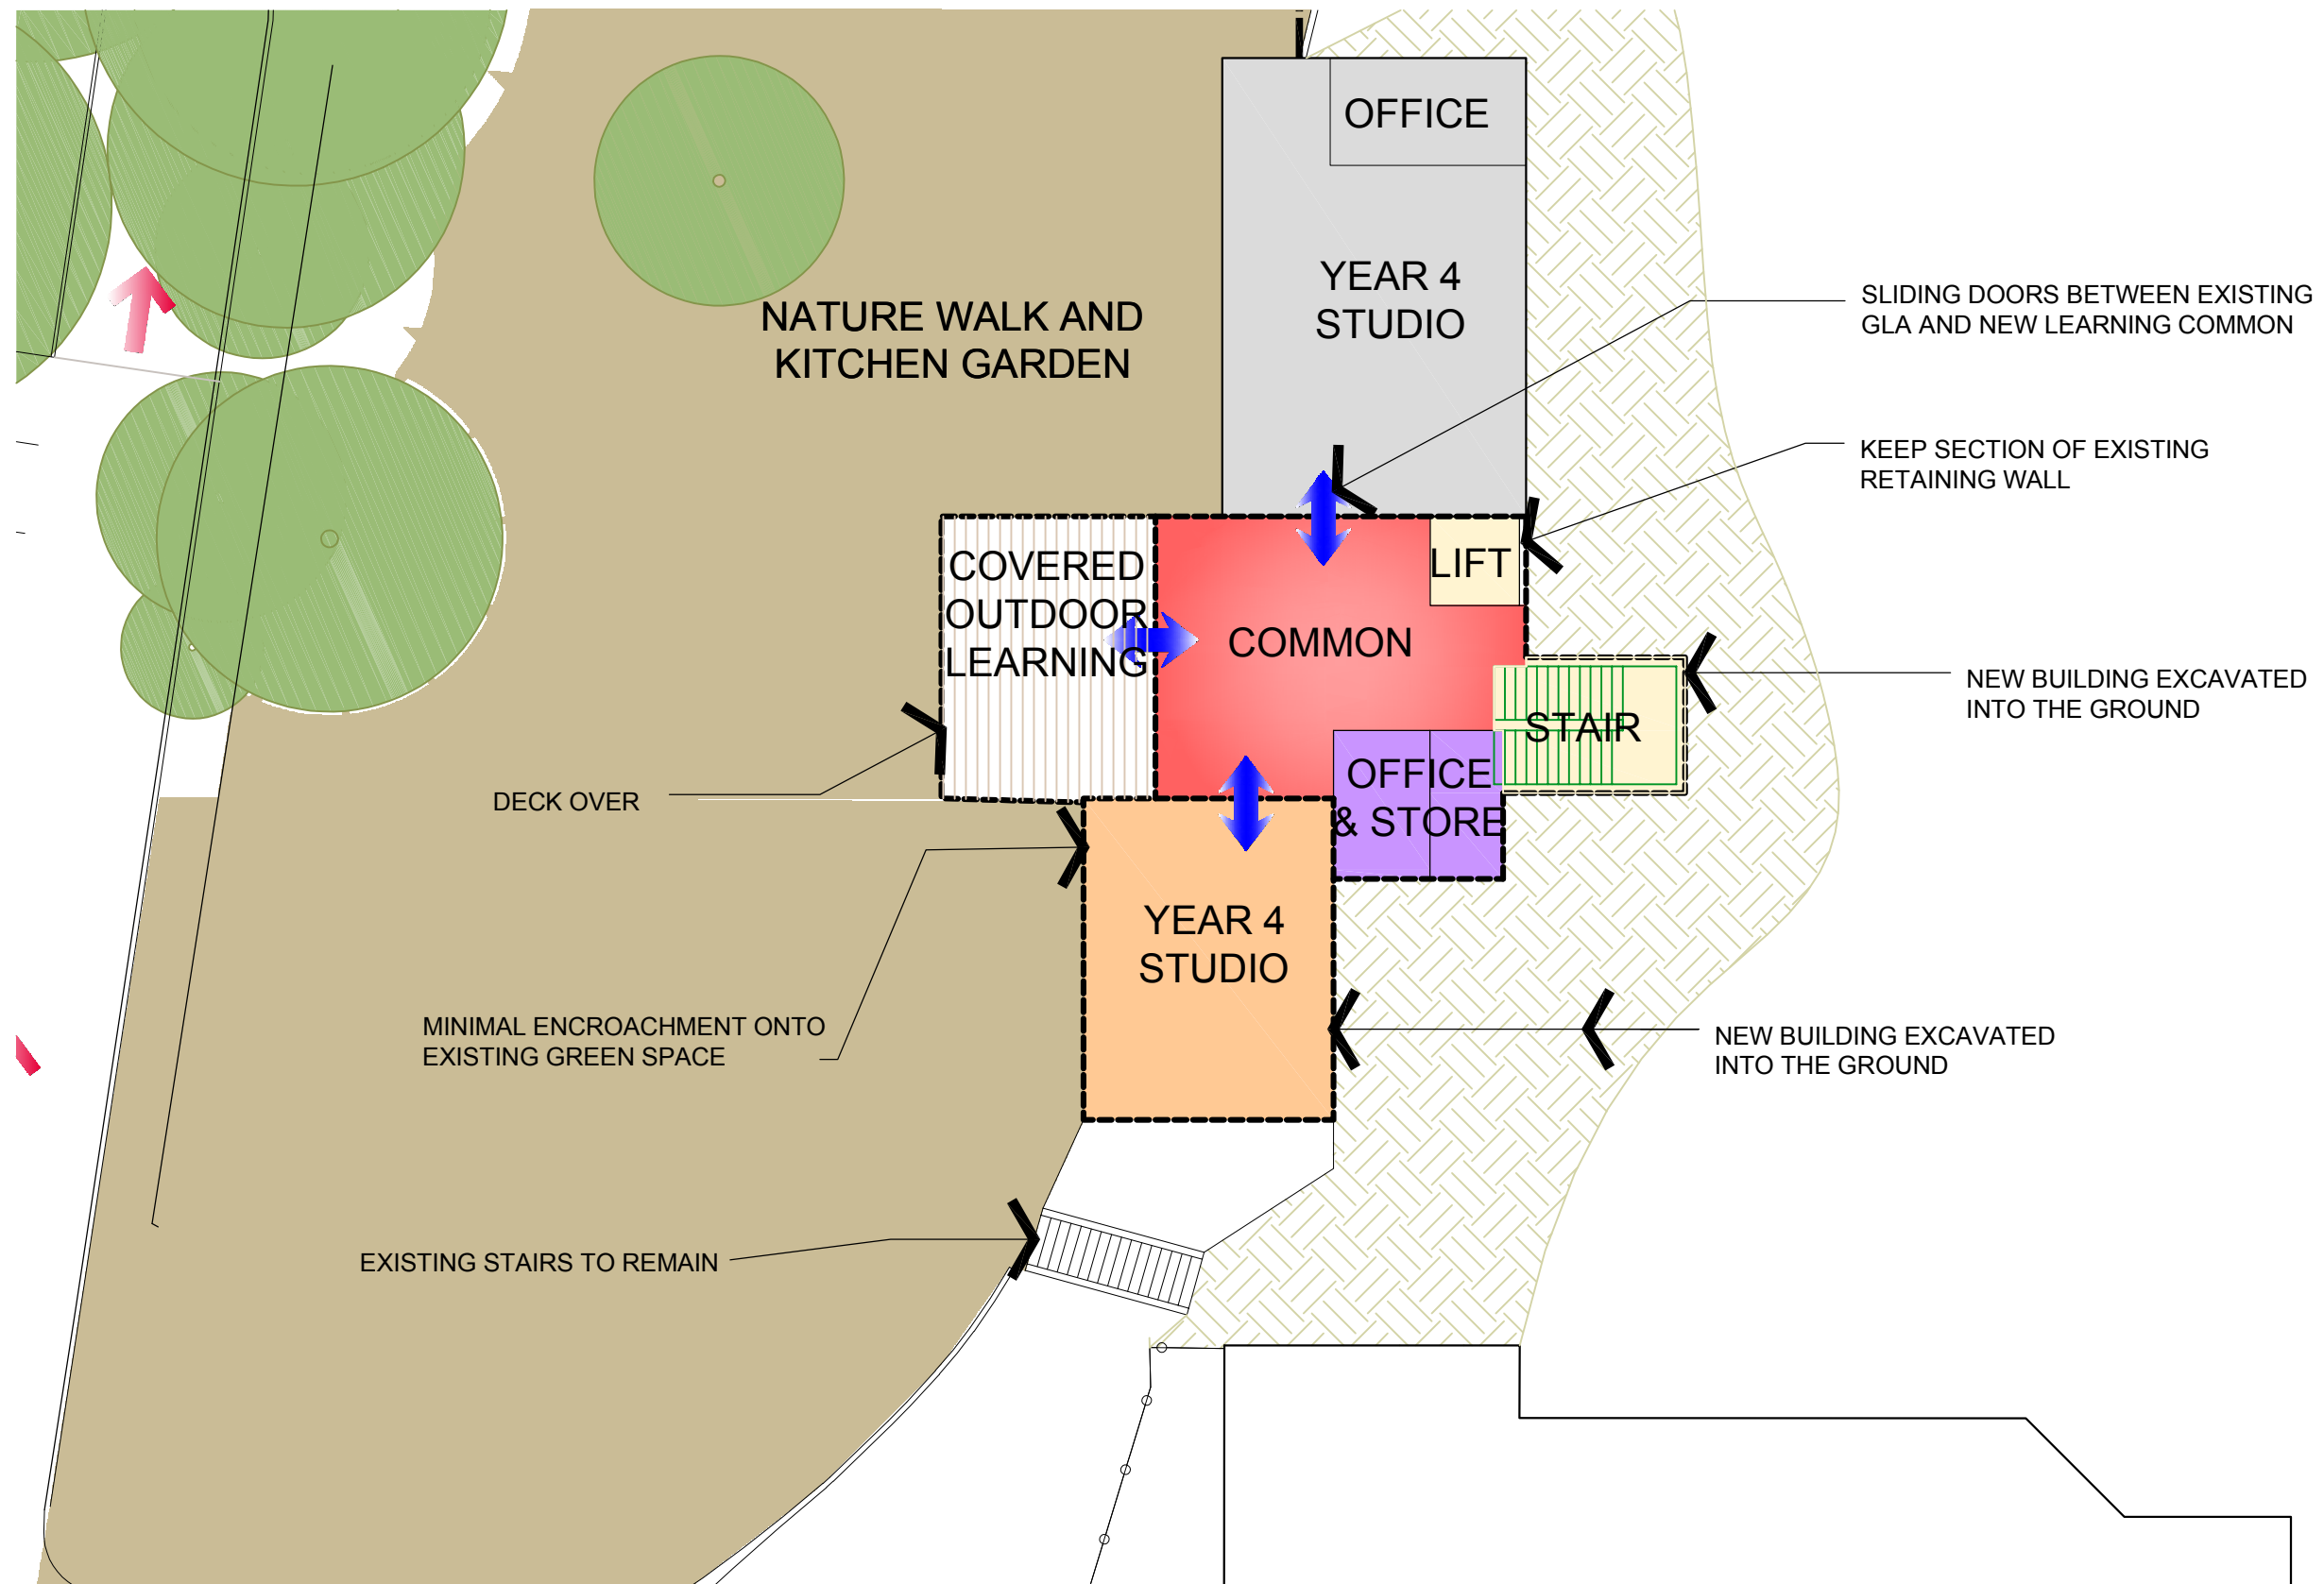 OFFICE
YEAR 4
STUDIO
NATURE WALK AND
KITCHEN GARDEN
SLIDING DOORS BETWEEN EXISTING
GLA AND NEW LEARNING COMMON
KEEP SECTION OF EXISTING
RETAINING WALL
COVERED
OUTDOOR
LEARNING
LIFT
COMMON
STAIR
NEW BUILDING EXCAVATED
INTO THE GROUND
OFFICE
& STORE
DECK OVER
YEAR 4
STUDIO
MINIMAL ENCROACHMENT ONTO
EXISTING GREEN SPACE
NEW BUILDING EXCAVATED
INTO THE GROUND
EXISTING STAIRS TO REMAIN